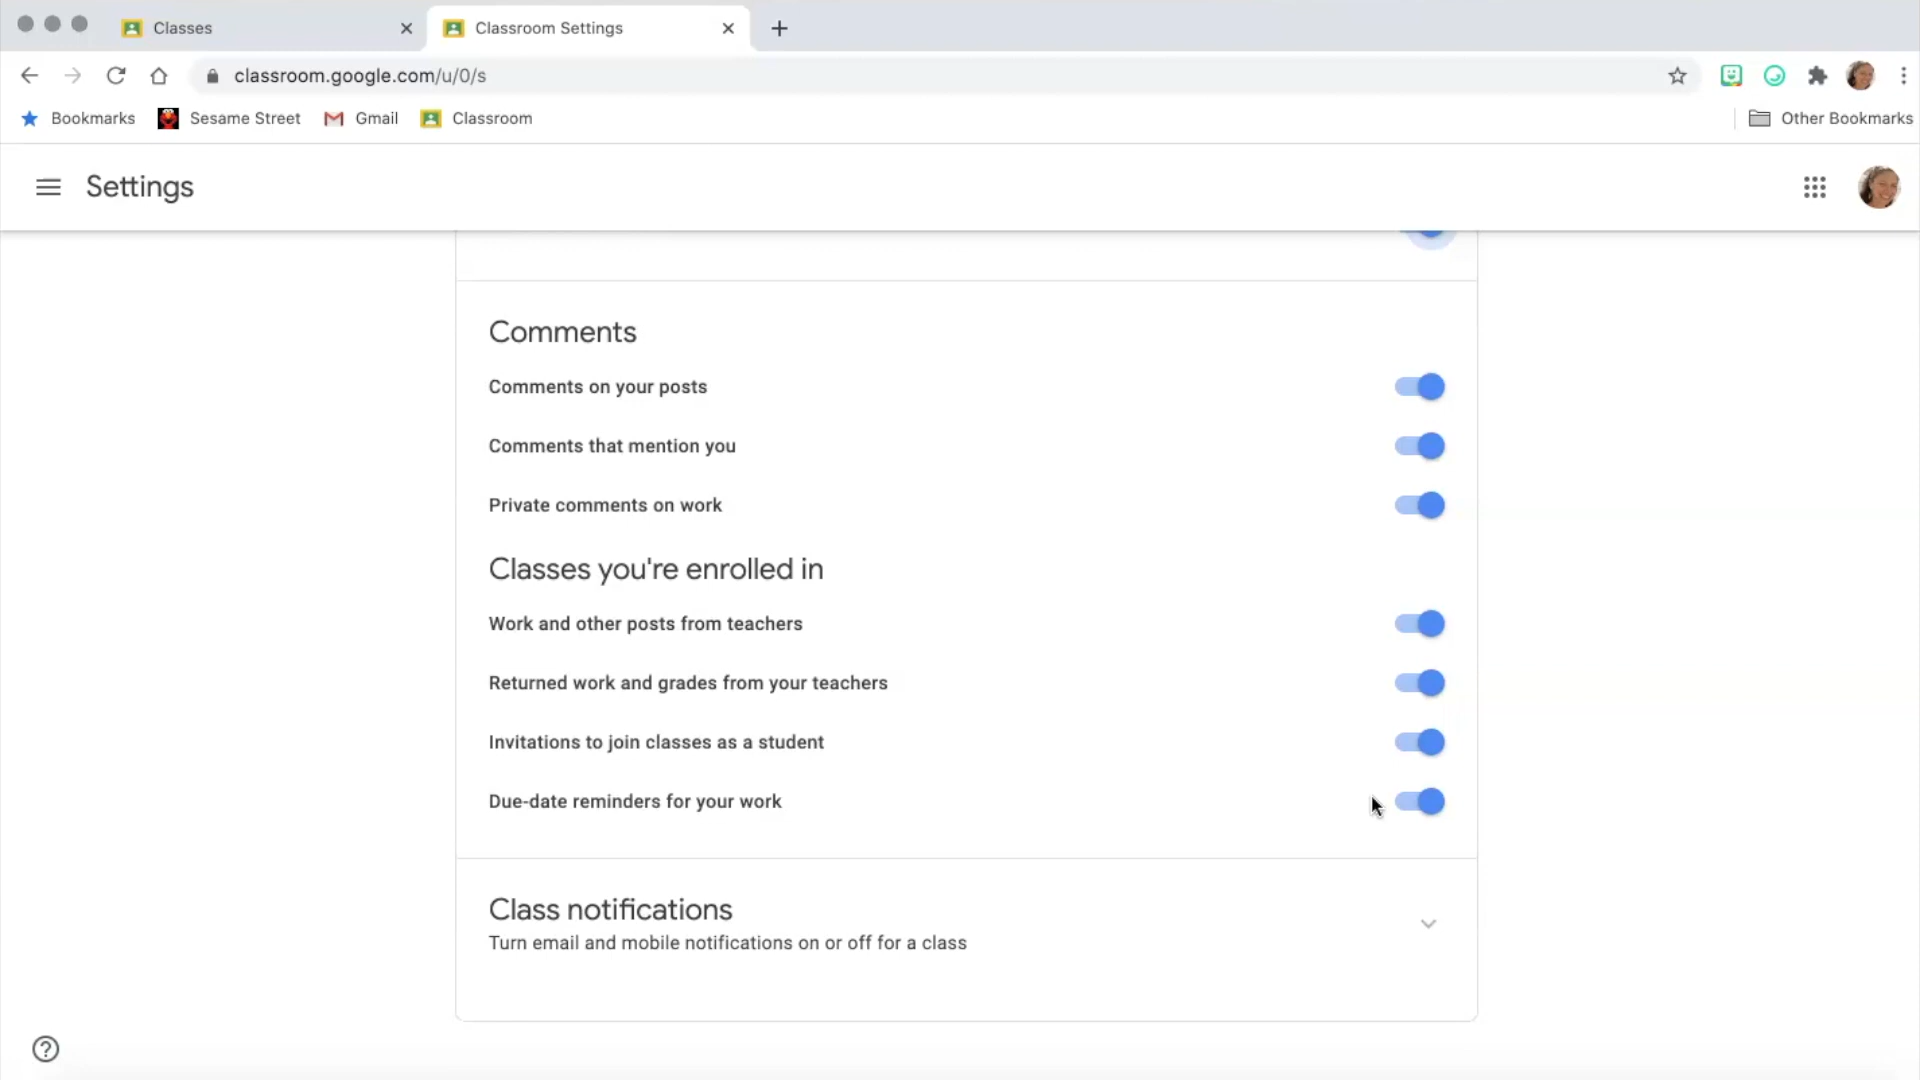 Classes
Classroom Settings
classroom.google.com/u/0/s
Bookmarks
Sesame Street
Gmail
Classroom
Other Bookmarks
Settings
Comments
Comments on your posts
Comments that mention you
Private comments on work
Classes you're enrolled in
Work and other posts from teachers
Returned work and grades from your teachers
Invitations to join classes as a student
Due-date reminders for your work
Class notifications
Turn email and mobile notifications on or off for a class